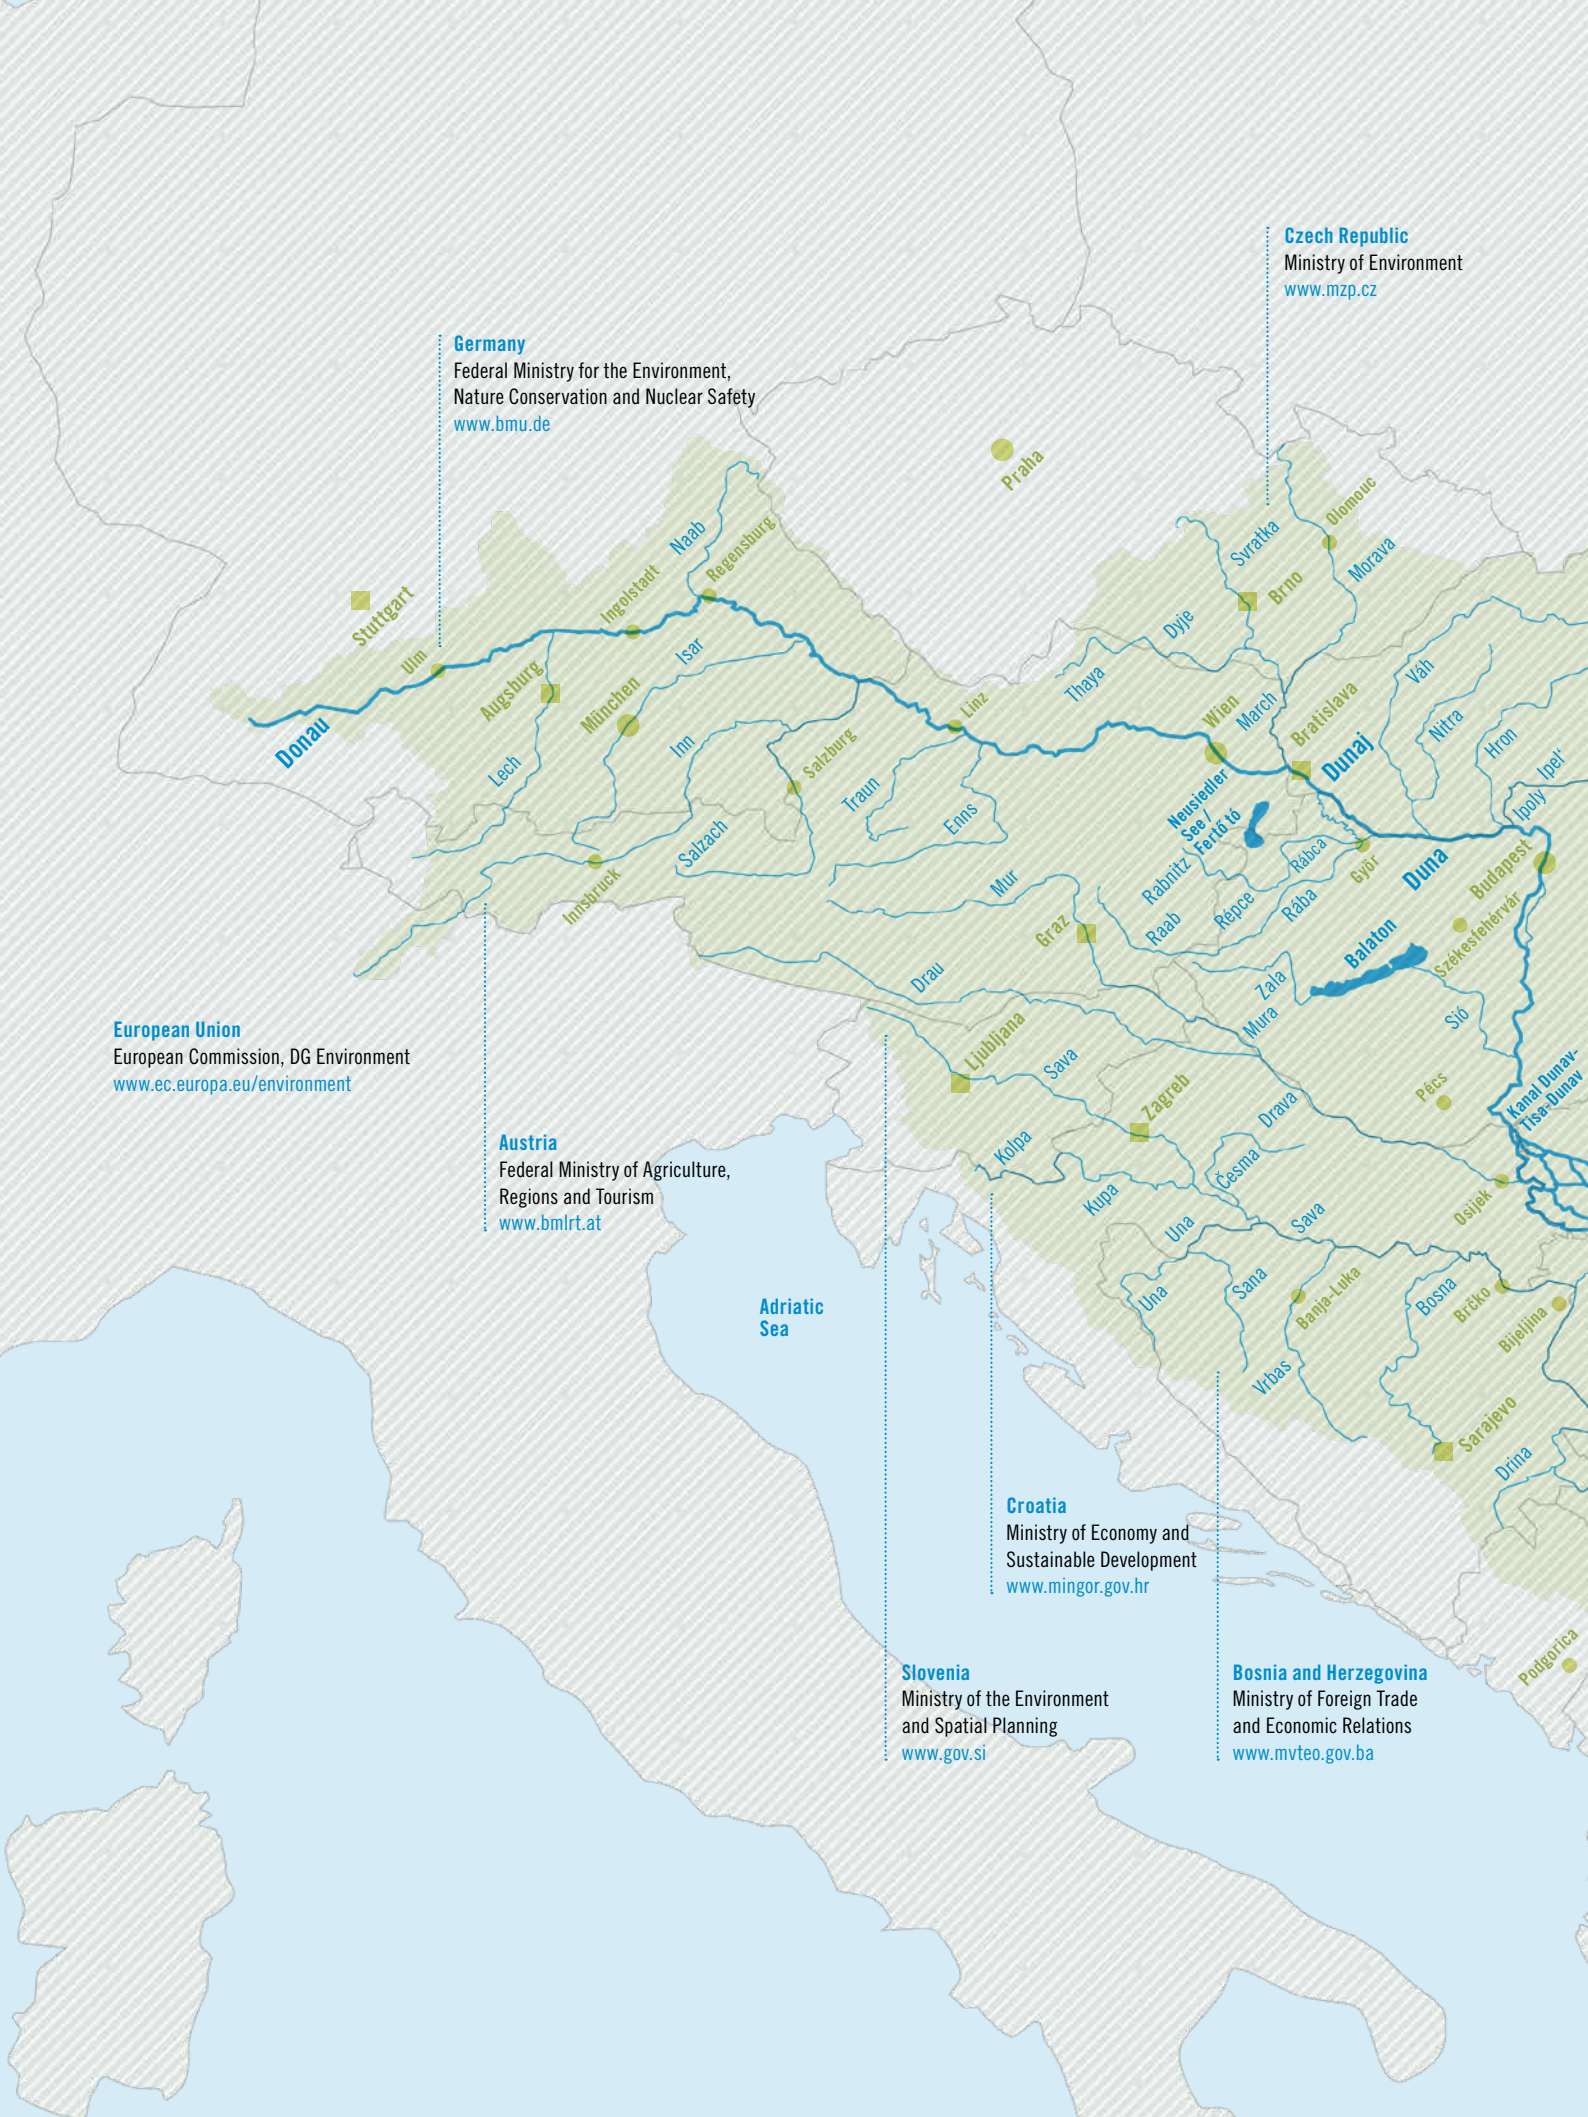 Czech Republic
Ministry of Environment
www.mzp.cz
Germany
Federal Ministry for the Environment,
Nature Conservation and Nuclear Safety
www.bmu.de
Praha
Olomouc
Svratka
Morava
Naab
Regensburg
Ingolstadt
Brno
Stuttgart
Dyje
Isar
Ulm
Augsburg
München
Thaya
Váh
Linz
Wien
March
Bratislava
Nitra
Donau
Inn
Salzburg
Hron
Dunaj
Lech
Traun
Ipel‘
Neusiedler
See /
Fertő tó
Enns
Ipoly
Salzach
Rábca
Győr
Duna
Budapest
Innsbruck
Mur
Rabnitz
Répce
Rába
Székesfehérvár
Graz
Raab
Balaton
Drau
Zala
Mura
Sió
European Union
European Commission, DG Environment
www.ec.europa.eu/environment
Ljubljana
Sava
Zagreb
Drava
Pécs
Kanal Dunav-
Tisa-Dunav
Austria
Federal Ministry of Agriculture,
Regions and Tourism
www.bmlrt.at
Kolpa
Česma
Kupa
Una
Sava
Osijek
Adriatic
Sea
Una
Sana
Banja-Luka
Bosna
Brčko
Bijeljina
Vrbas
Sarajevo
Drina
Croatia
Ministry of Economy and
Sustainable Development
www.mingor.gov.hr
Podgorica
Slovenia
Ministry of the Environment
and Spatial Planning
www.gov.si
Bosnia and Herzegovina
Ministry of Foreign Trade
and Economic Relations
www.mvteo.gov.ba